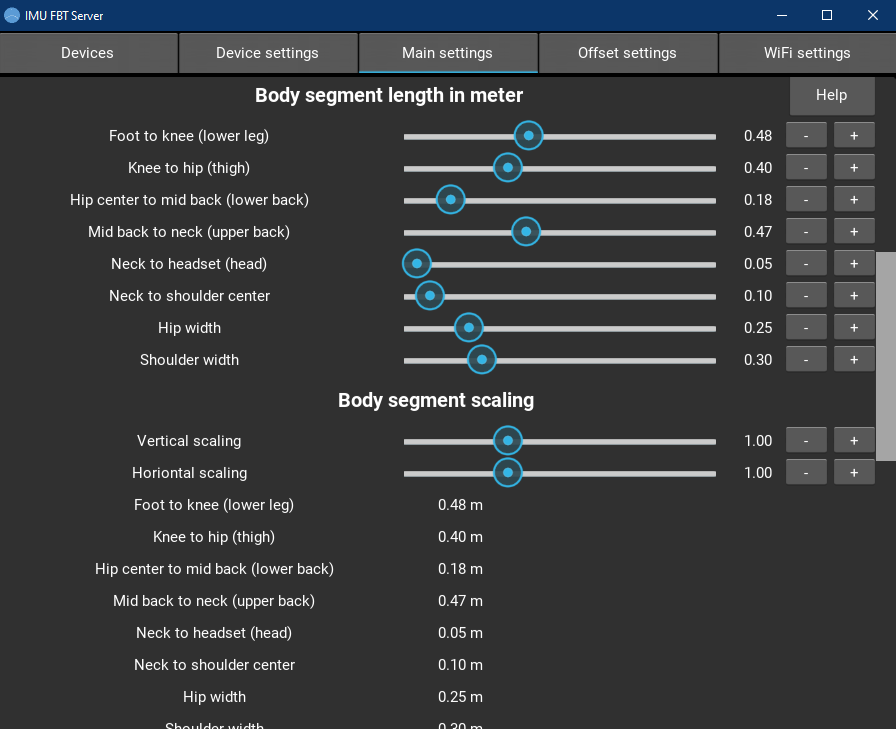 IMU FBT Server
Devices Device settings Main settings Offset settings WiFi settings
Body segment length in meter Help
Foot to knee (lower leg) 0.48 - +
Knee to hip (thigh) 0.40 - +
Hip center to mid back (lower back) 0.18 - +
Mid back to neck (upper back) 0.47 - +
Neck to headset (head) 0.05 - +
Neck to shoulder center 0.10 - +
Hip width 0.25 - +
Shoulder width 0.30 - +
Body segment scaling
Vertical scaling 1.00 - +
Horiontal scaling 1.00 - +
Foot to knee (lower leg) 0.48 m
Knee to hip (thigh) 0.40 m
Hip center to mid back (lower back) 0.18 m
Mid back to neck (upper back) 0.47 m
Neck to headset (head) 0.05 m
Neck to shoulder center 0.10 m
Hip width 0.25 m
Shoulder width 0.30 m